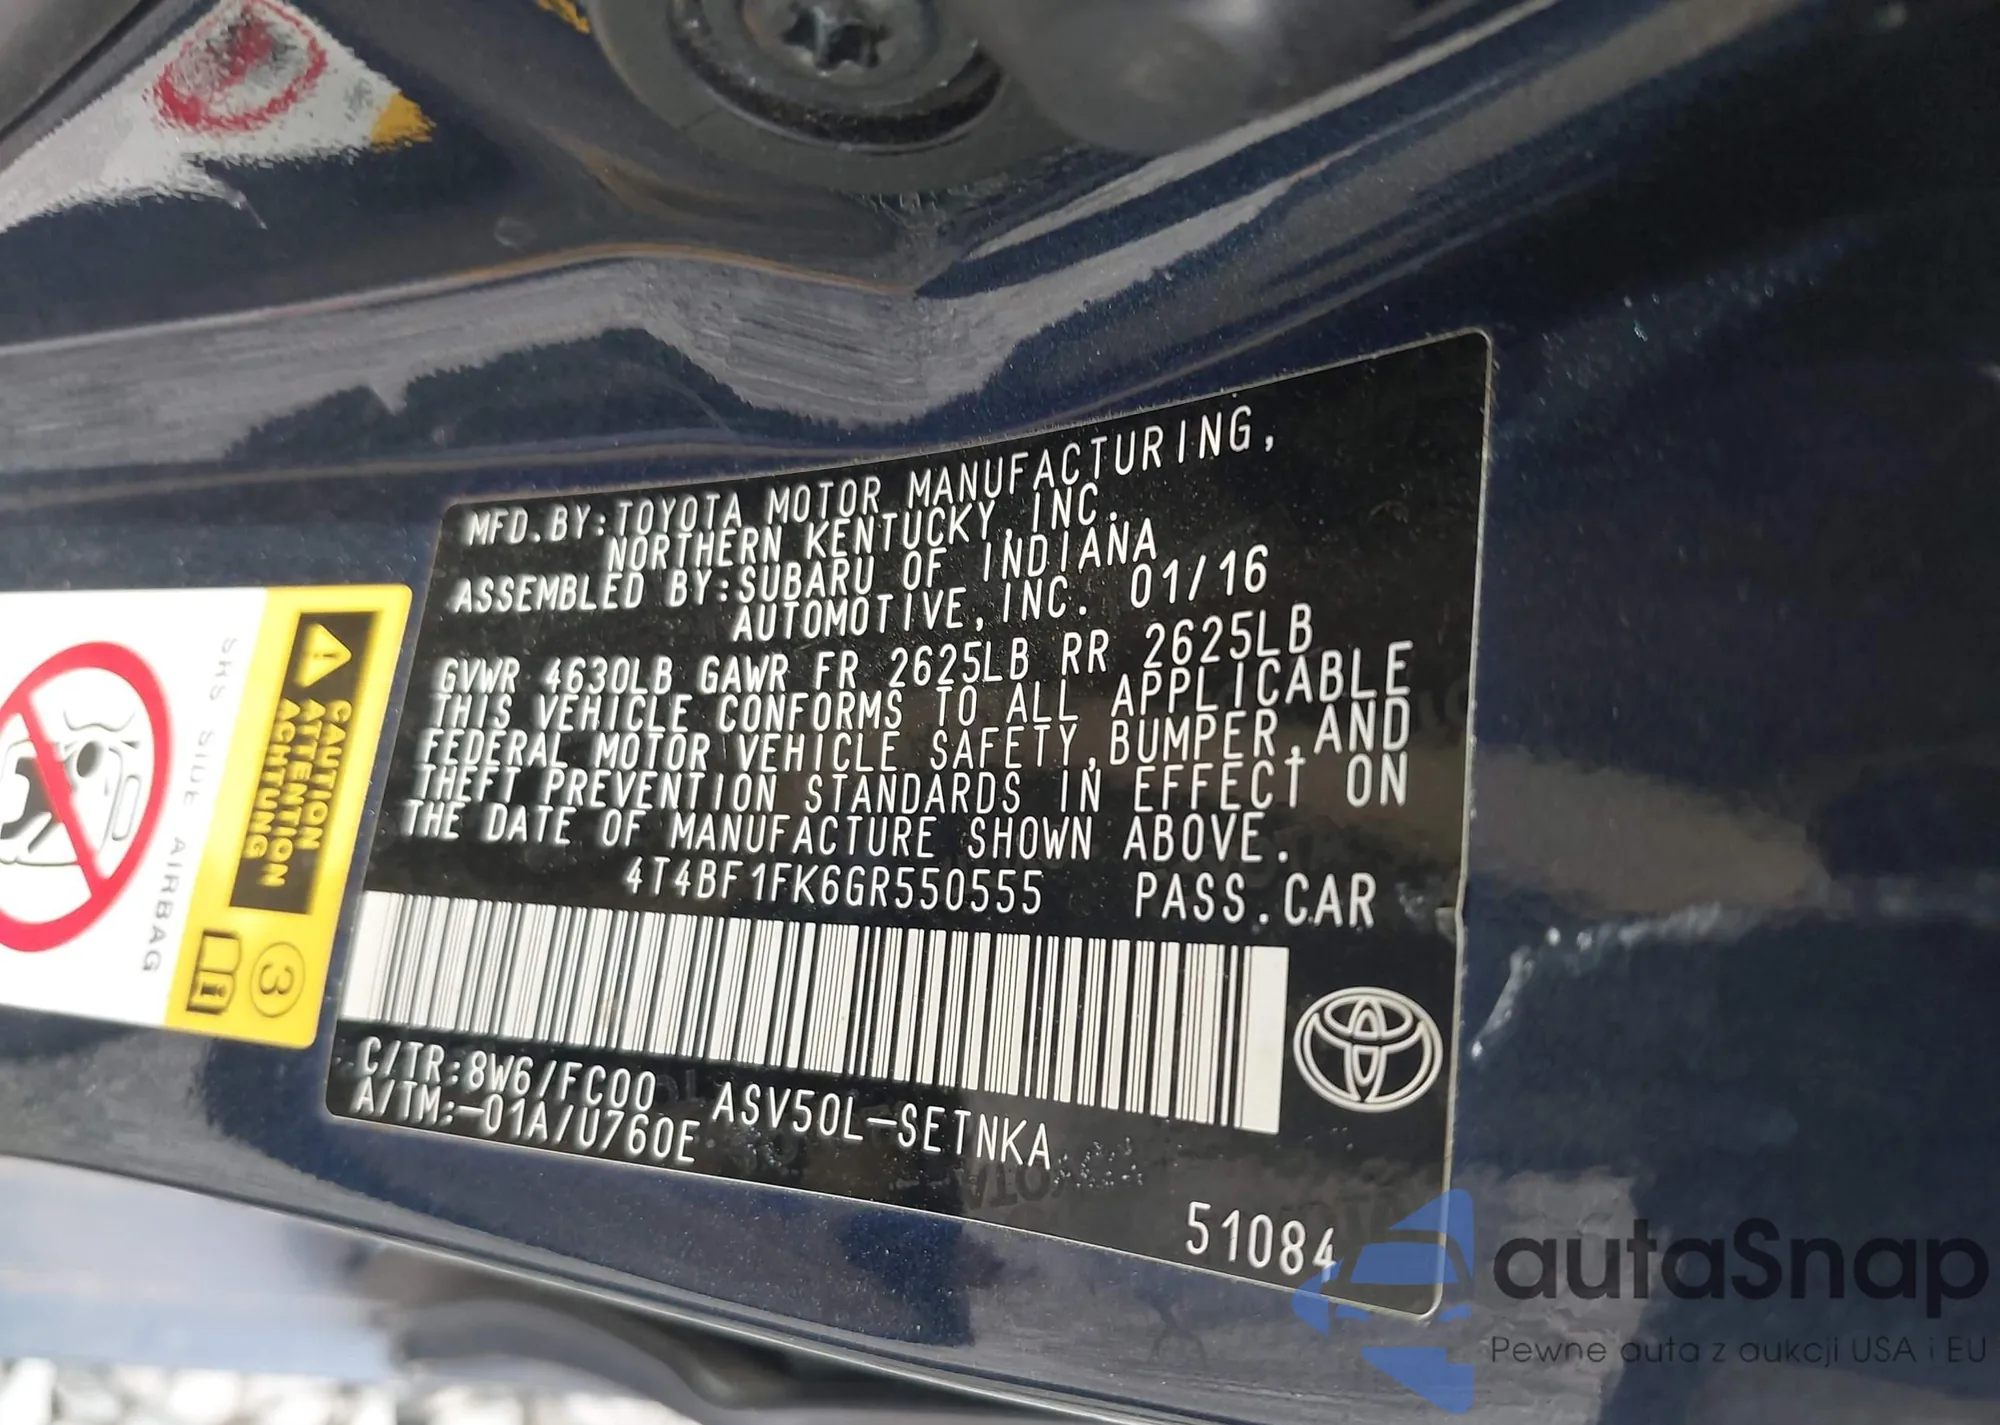 MFD.BY:TOYOTA MOTOR MANUFACTURING,
NORTHERN KENTUCKY,INC.
ASSEMBLED BY:SUBARU OF INDIANA
AUTOMOTIVE,INC. 01/16
GVWR 4630LB GAWR FR 2625LB RR 2625LB
THIS VEHICLE CONFORMS TO ALL APPLICABLE
FEDERAL MOTOR VEHICLE SAFETY,BUMPER,AND
THEFT PREVENTION STANDARDS IN EFFECT ON
THE DATE OF MANUFACTURE SHOWN ABOVE.
4T4BF1FK6GR550555 PASS.CAR
C/TR:8W6/FC00 ASV50L-SETNKA
A/TM:-01A/U760E
51084
CAUTION
ATTENTION
ACHTUNG
SRS SIDE AIRBAG
3
autaSnap
Pewne auta z aukcji USA i EU